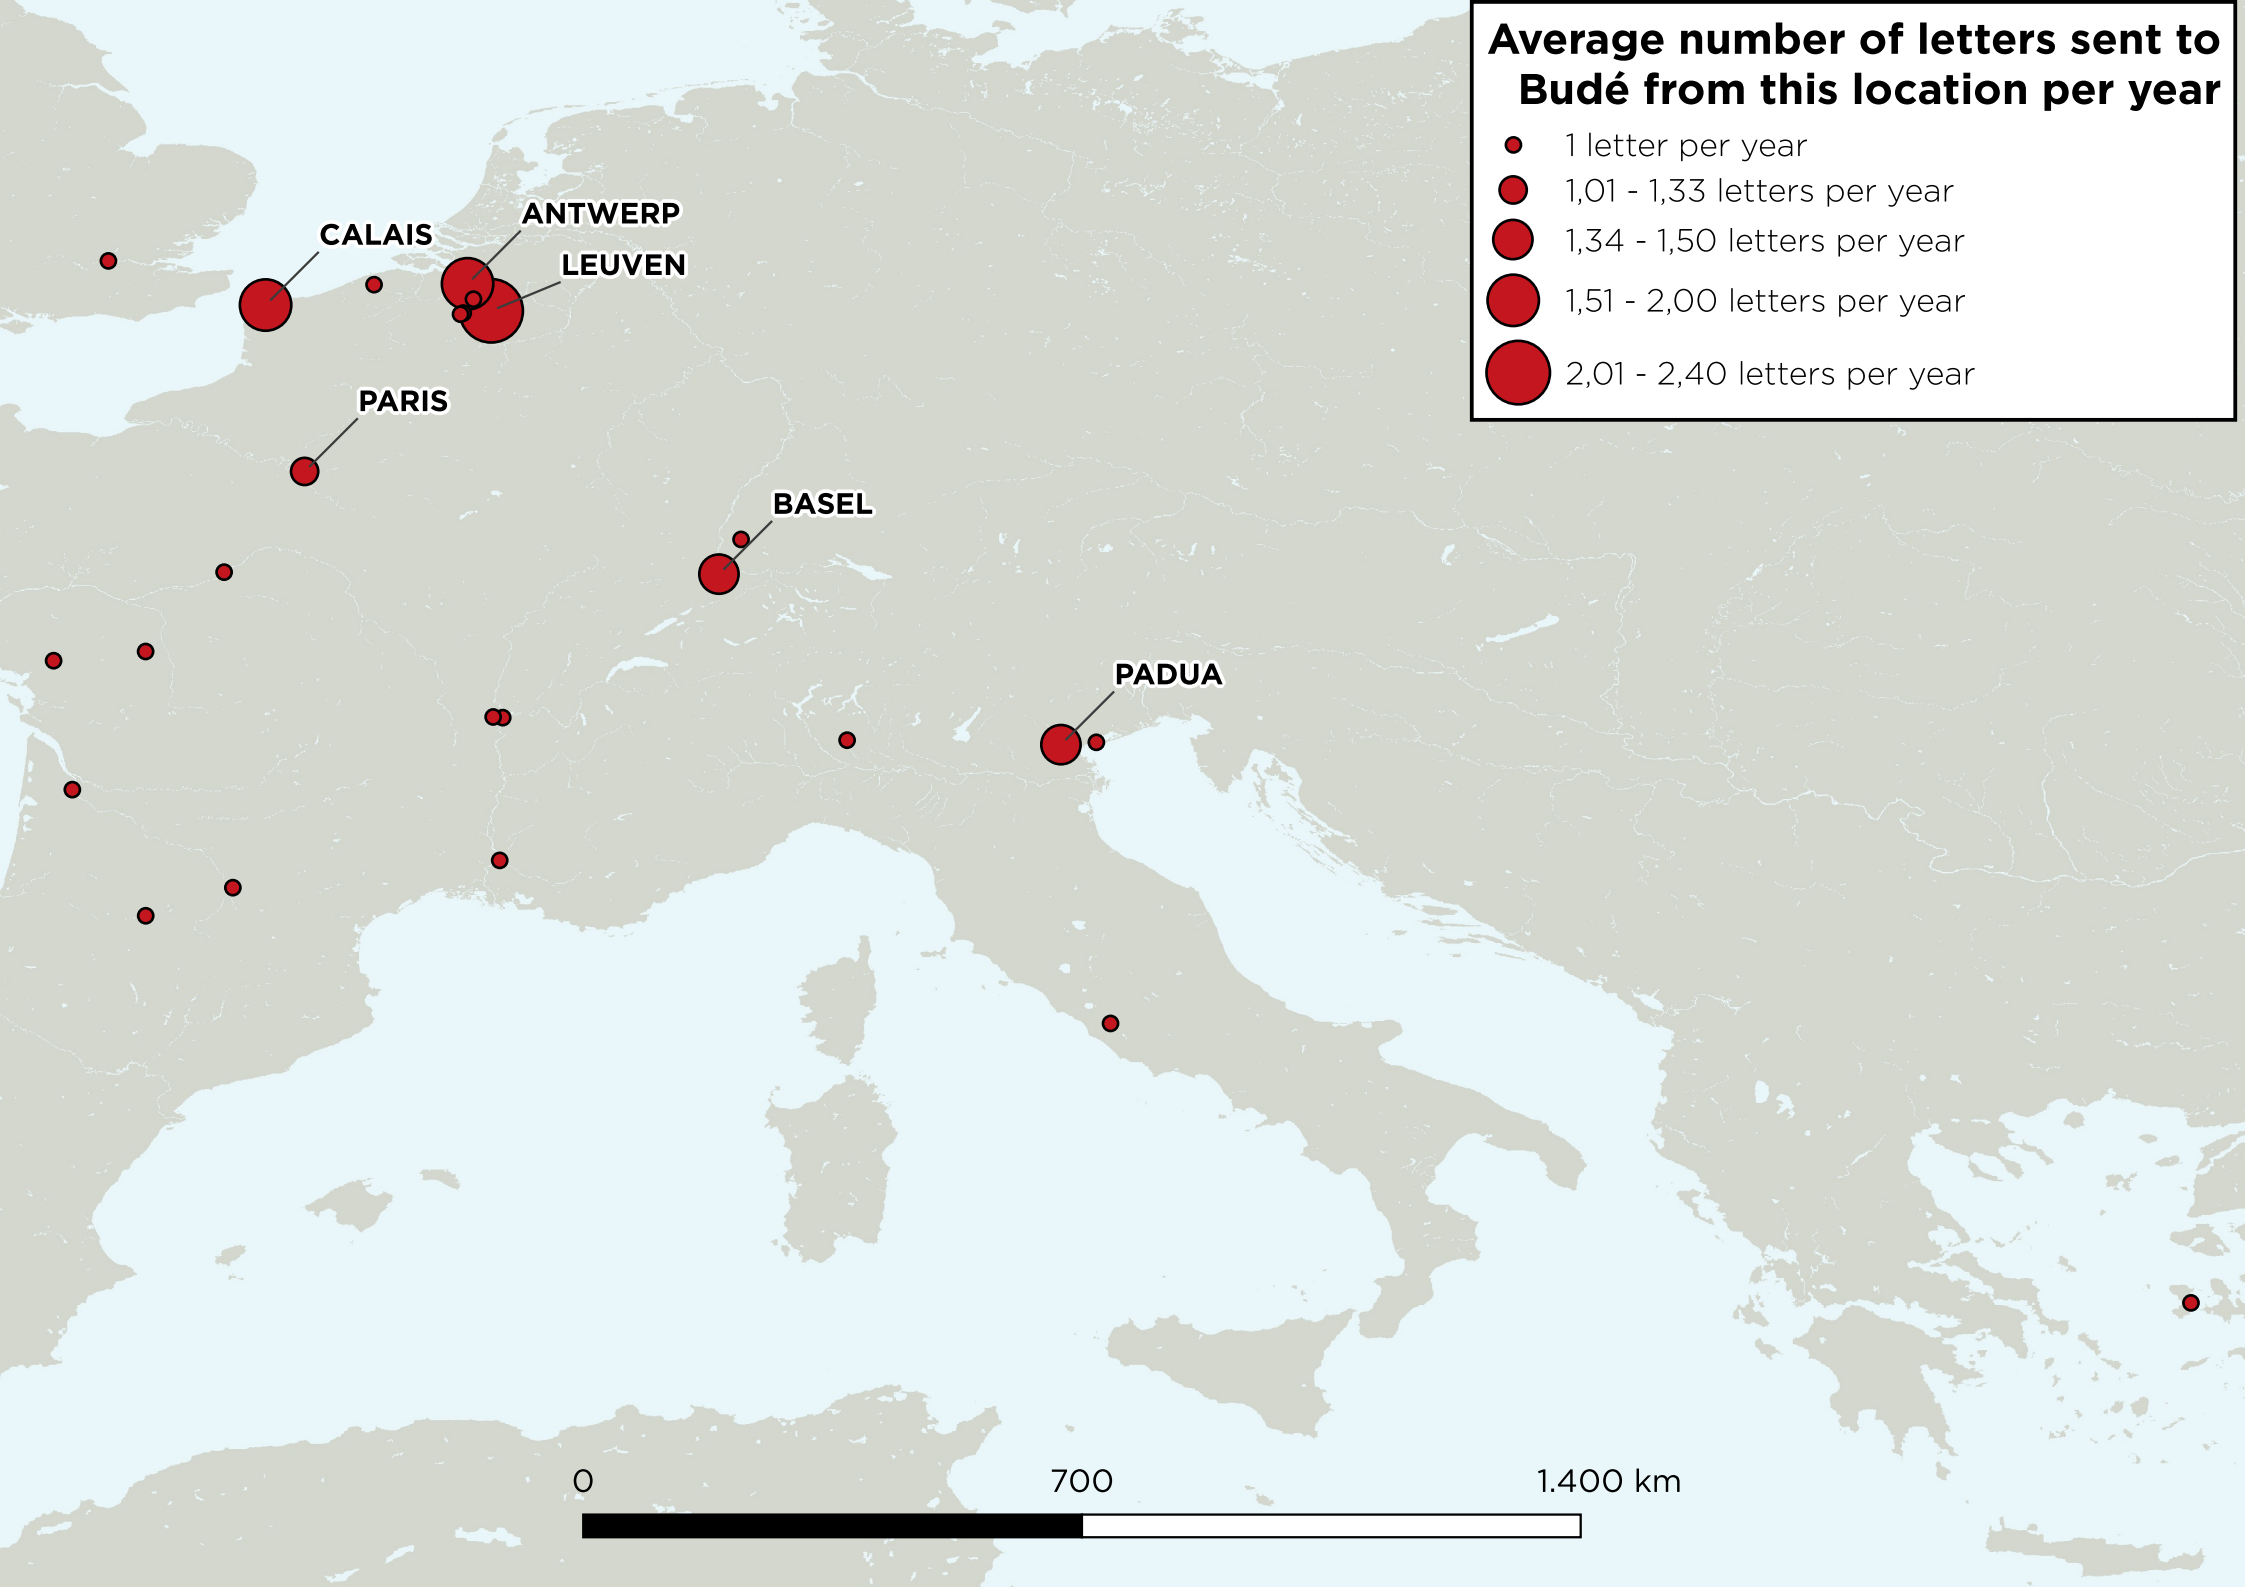 Average number of letters sent to
Budé from this location per year
1 letter per year
1,01 - 1,33 letters per year
1,34 - 1,50 letters per year
1,51 - 2,00 letters per year
2,01 - 2,40 letters per year
ANTWERP
CALAIS
LEUVEN
PARIS
BASEL
PADUA
0 700 1.400 km